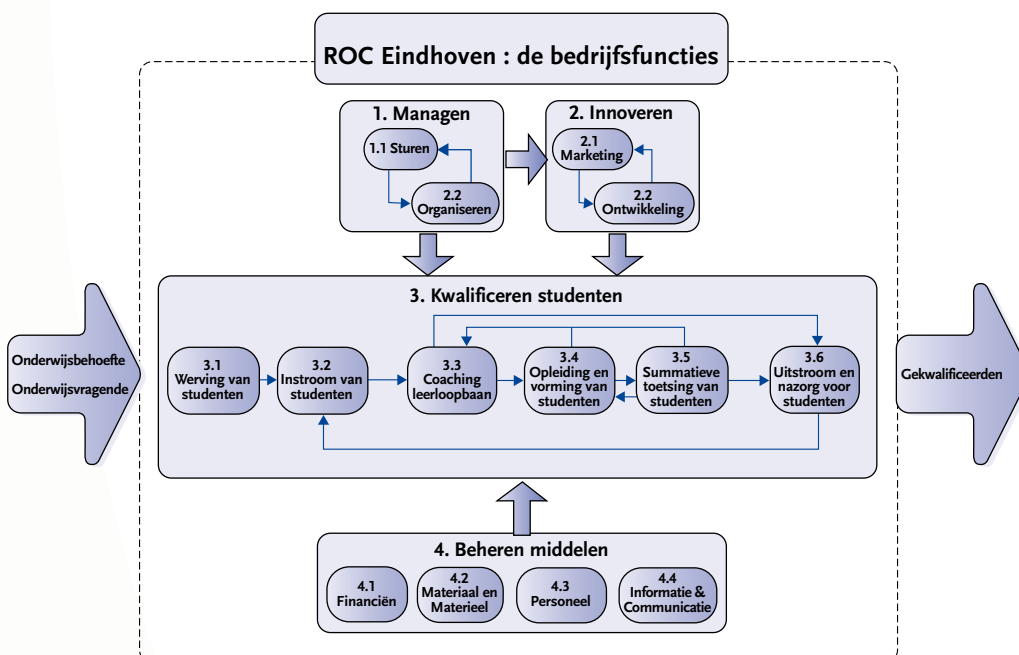 ROC Eindhoven : de bedrijfsfuncties
1. Managen
1.1 Sturen
2.2
Organiseren
2. Innoveren
2.1
Marketing
2.2
Ontwikkeling
Onderwijsbehoefte
Onderwijsvragende
3. Kwalificeren studenten
3.1
Werving van
studenten
3.2
Instroom van
studenten
3.3
Coaching
leerloopbaan
3.4
Opleiding en
vorming van
studenten
3.5
Summatieve
toetsing van
studenten
3.6
Uitstroom en
nazorg voor
studenten
Gekwalificeerden
4. Beheren middelen
4.1
Financiën
4.2
Materiaal en
Materieel
4.3
Personeel
4.4
Informatie &
Communicatie